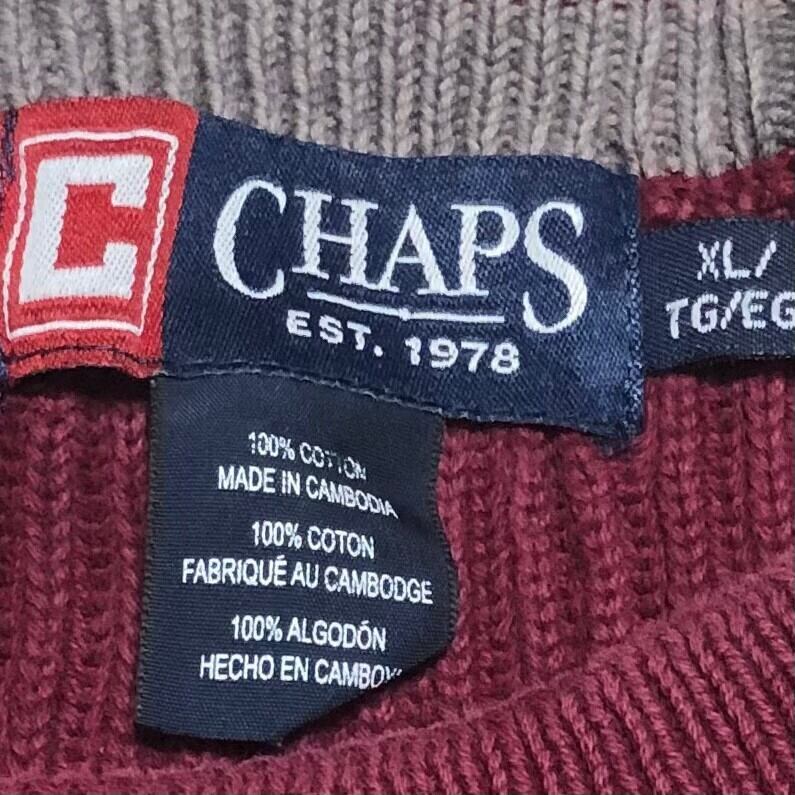 C
CHAPS
EST. 1978
XL/
TG/EG
100% COTTON
MADE IN CAMBODIA
100% COTON
FABRIQUÉ AU CAMBODGE
100% ALGODÓN
HECHO EN